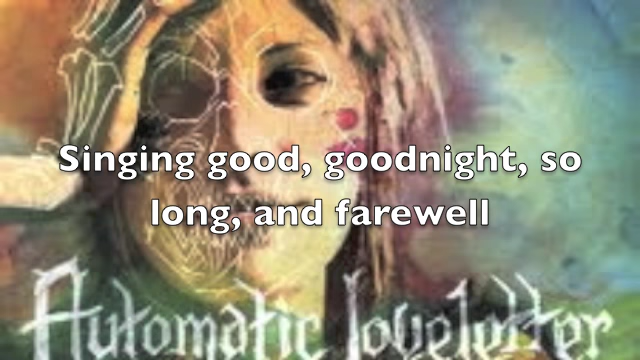 Singing good, goodnight, so
long, and farewell
Automatic loveletter